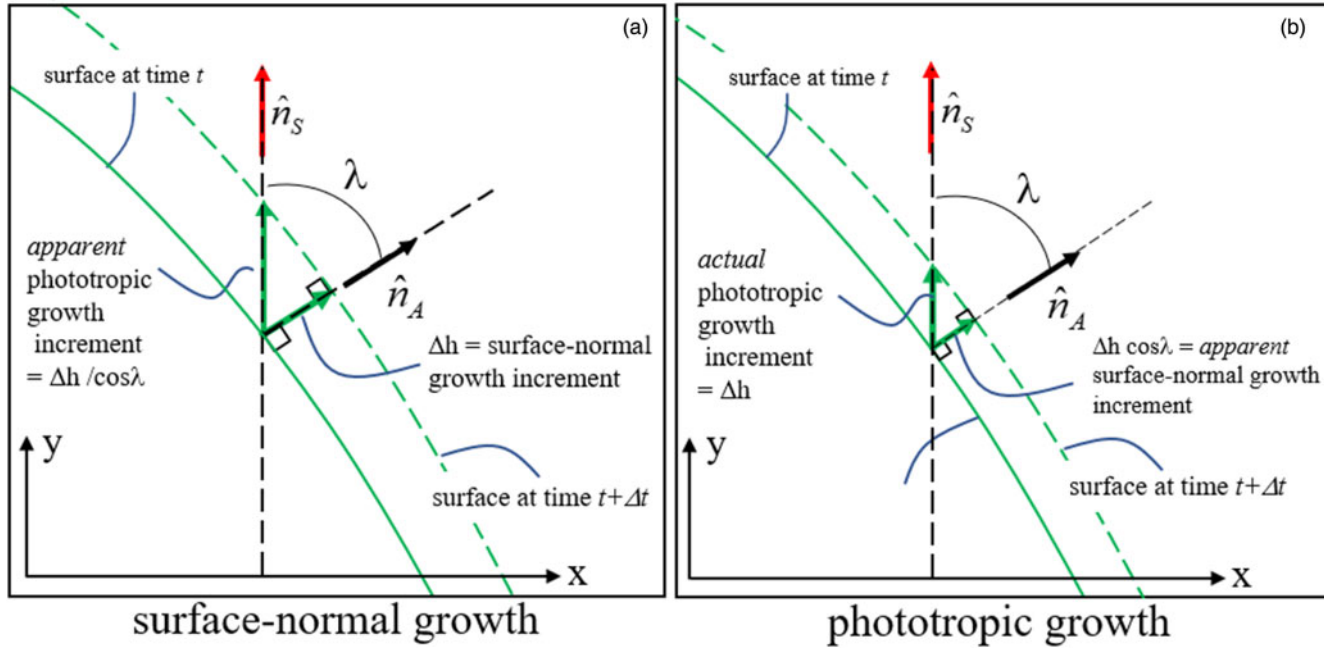 (a)
surface at time t
n̂S
λ
apparent
phototropic
growth
increment
= Δh /cosλ
n̂A
Δh = surface-normal
growth increment
y
surface at time t+Δt
x
surface-normal growth
(b)
surface at time t
n̂S
λ
actual
phototropic
growth
increment
= Δh
n̂A
Δh cosλ = apparent
surface-normal growth
increment
y
surface at time t+Δt
x
phototropic growth